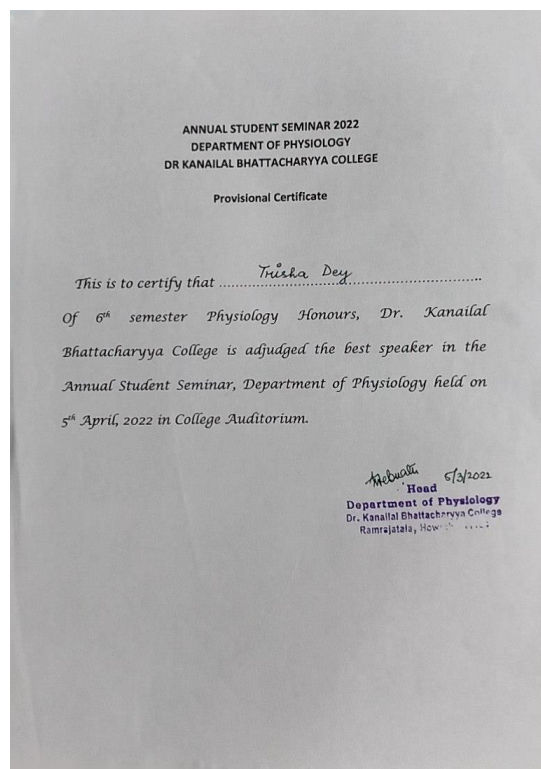 ANNUAL STUDENT SEMINAR 2022
DEPARTMENT OF PHYSIOLOGY
DR KANAILAL BHATTACHARYYA COLLEGE
Provisional Certificate
This is to certify that ........Trisha Dey........
Of 6th semester Physiology Honours, Dr. Kanailal
Bhattacharyya College is adjudged the best speaker in the
Annual Student Seminar, Department of Physiology held on
5th April, 2022 in College Auditorium.
5/3/2022
Head
Department of Physiology
Dr. Kanailal Bhattacharyya College
Ramrajatala,